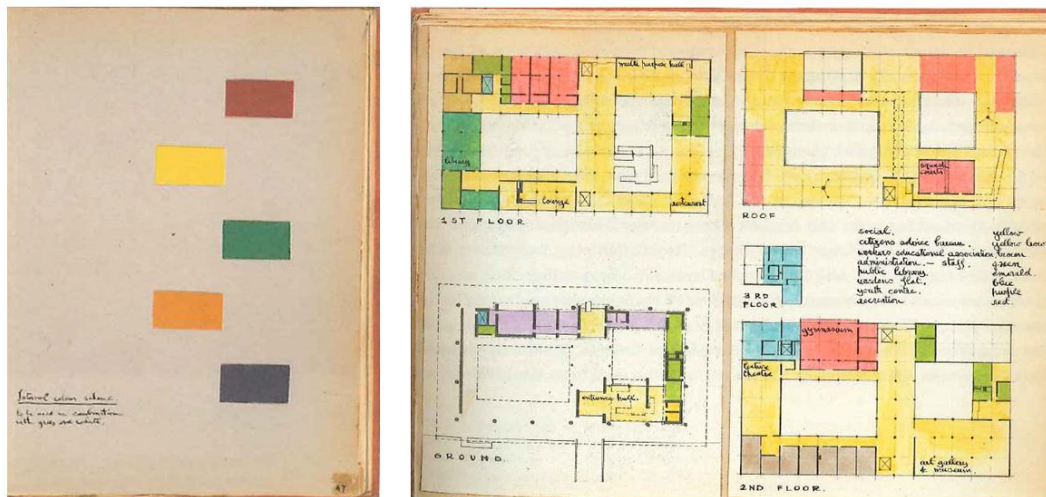 Internal colour scheme.
to be used in combination
with grey and white.
47
multi purpose hall
library
lounge
restaurant
1ST FLOOR
entrance hall
GROUND.
squash
courts
ROOF
social. yellow
citizens advice bureau. yellow brown
workers educational association. brown
administration. — staff. green
public library. emerald.
wardens flat. blue
youth centre. purple
recreation red.
3RD
FLOOR
gymnasium
lecture
theatre
art gallery
& museum.
2ND FLOOR.